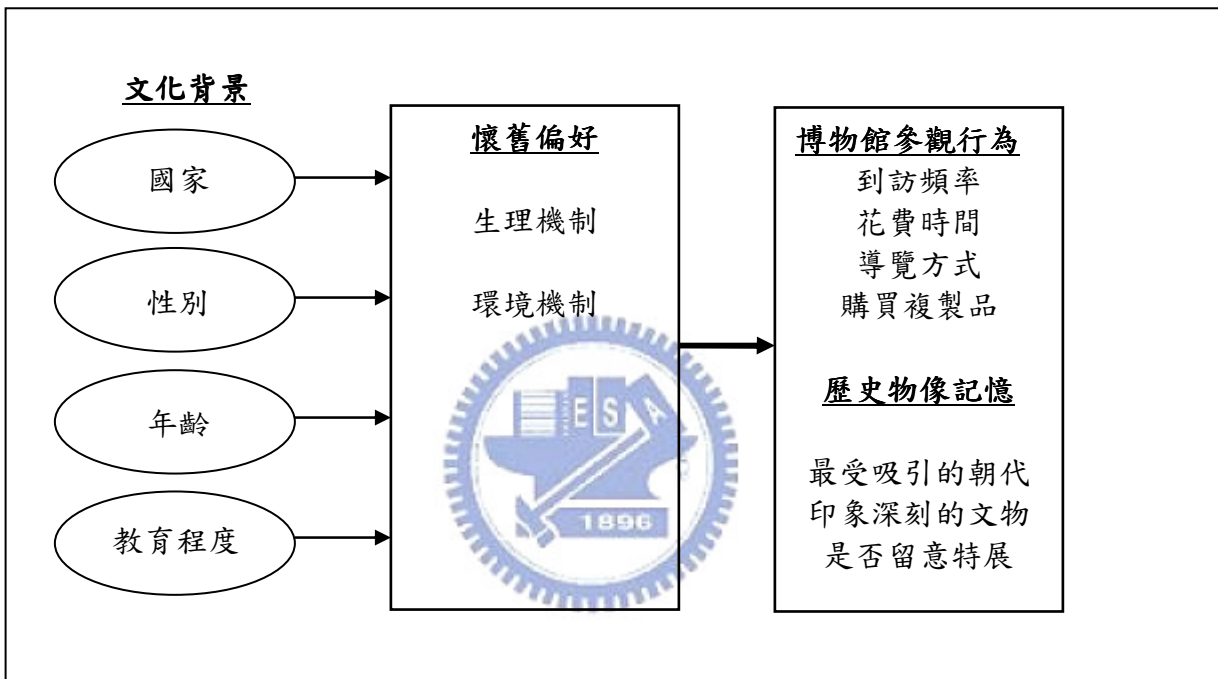 文化背景
國家
性別
年齡
教育程度
懷舊偏好
生理機制
環境機制
E S A
1896
博物館參觀行為
到訪頻率
花費時間
導覽方式
購買複製品
歷史物像記憶
最受吸引的朝代
印象深刻的文物
是否留意特展